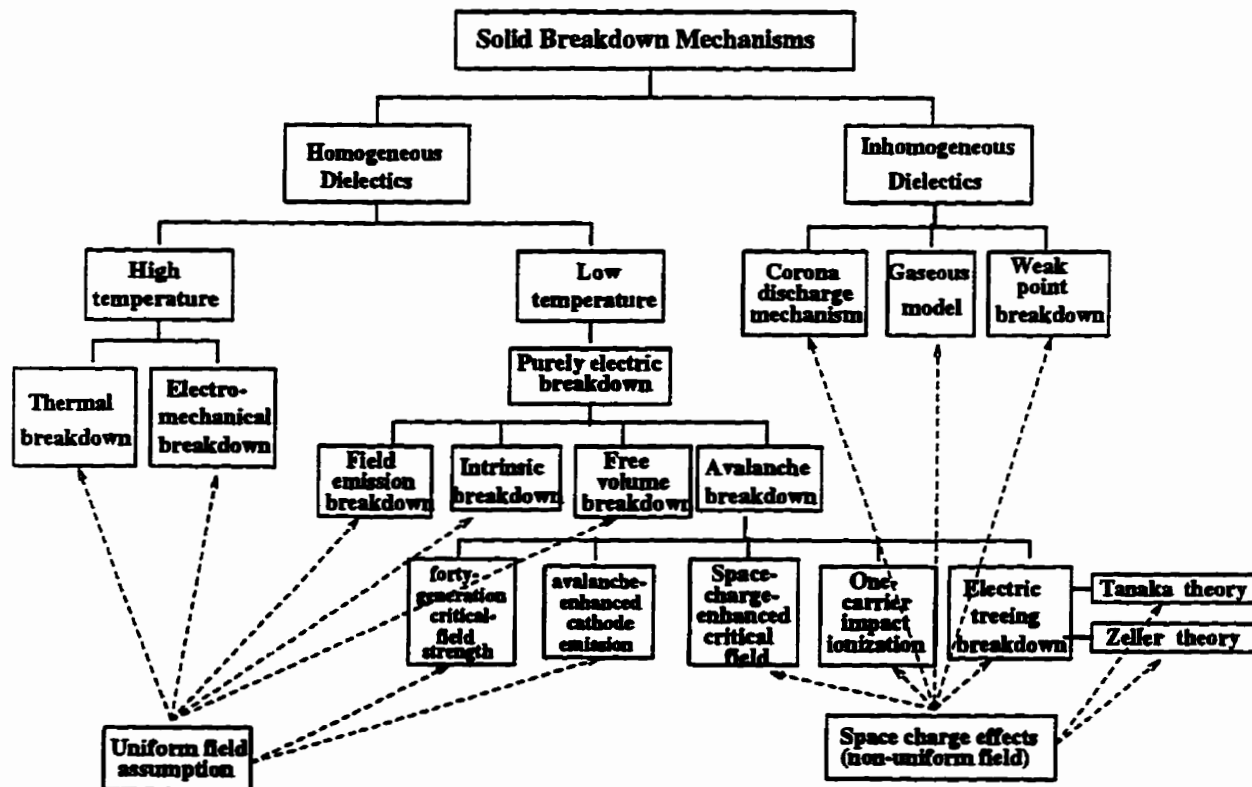 Solid Breakdown Mechanisms
Homogeneous
Dielectics
Inhomogeneous
Dielectics
High
temperature
Low
temperature
Corona
discharge
mechanism
Gaseous
model
Weak
point
breakdown
Purely electric
breakdown
Thermal
breakdown
Electro-
mechanical
breakdown
Field
emission
breakdown
Intrinsic
breakdown
Free
volume
breakdown
Avalanche
breakdown
forty-
generation
critical-
field
strength
avalanche-
enhanced
cathode
emission
Space-
charge-
enhanced
critical
field
One-
carrier
impact
ionization
Electric
treeing
breakdown
Tanaka theory
Zeller theory
Uniform field
assumption
Space charge effects
(non-uniform field)